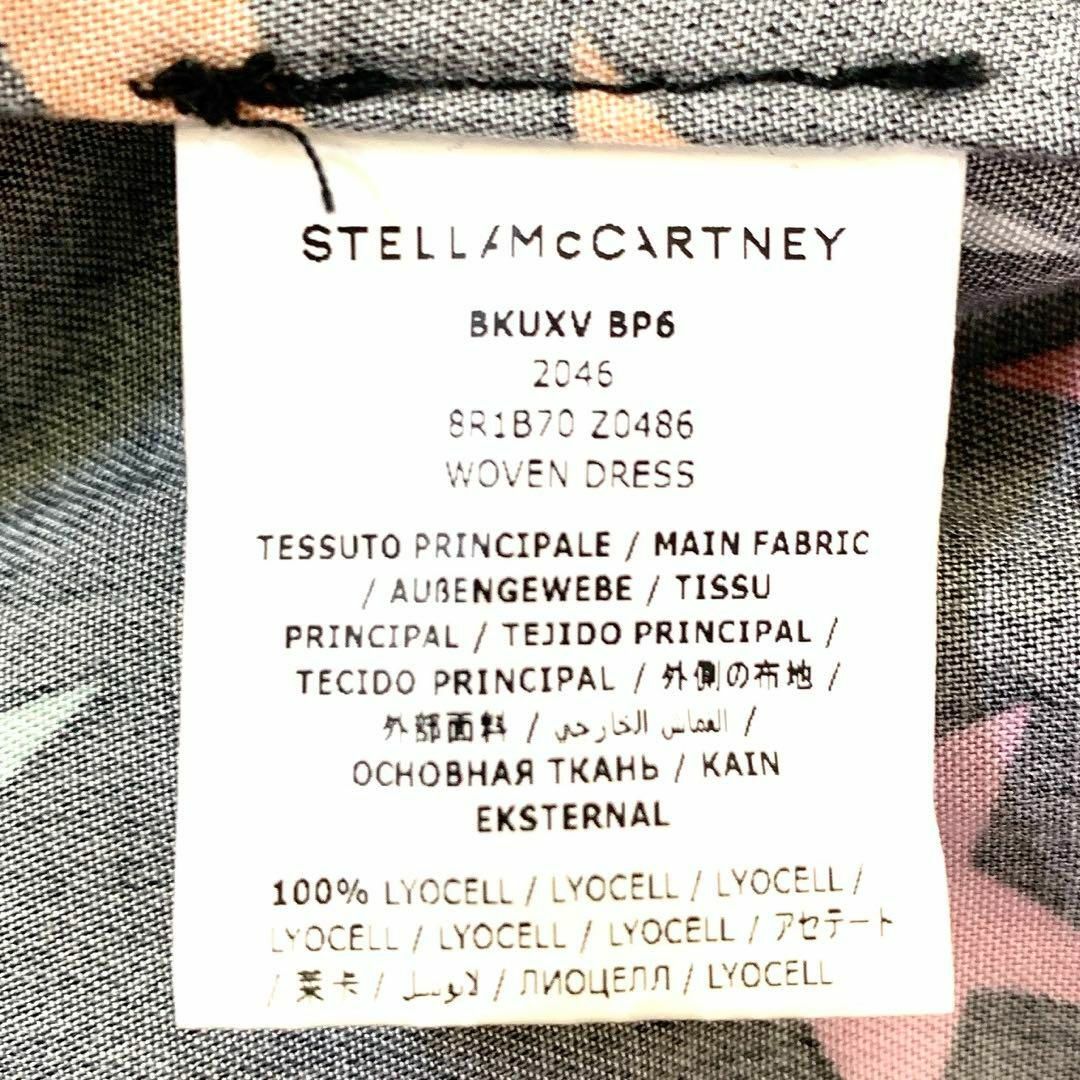 STELLAMcCARTNEY
BKUXV BP6
2046
8R1B70 Z0486
WOVEN DRESS
TESSUTO PRINCIPALE / MAIN FABRIC
/ AUßENGEWEBE / TISSU
PRINCIPAL / TEJIDO PRINCIPAL /
TECIDO PRINCIPAL / 外側の布地 /
外部面料 / القماش الخارجي /
ОСНОВНАЯ ТКАНЬ / KAIN
EKSTERNAL
100% LYOCELL / LYOCELL / LYOCELL /
LYOCELL / LYOCELL / LYOCELL / アセテート
/ 莱卡 / لايوسل / ЛИОЦЕЛЛ / LYOCELL